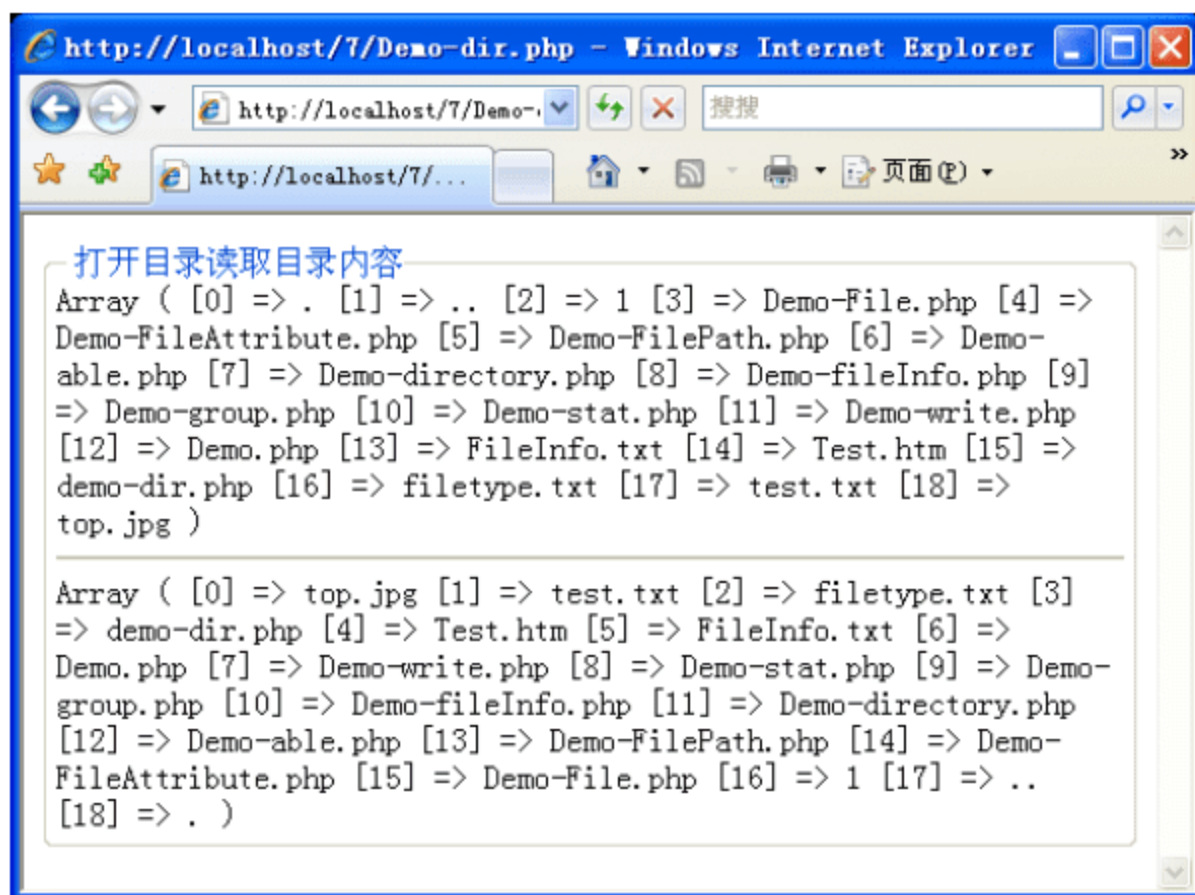 http://localhost/7/Demo-dir.php - Windows Internet Explorer
http://localhost/7/Demo-
搜搜
http://localhost/7/...
页面(P)
»
打开目录读取目录内容
Array ( [0] => . [1] => .. [2] => 1 [3] => Demo-File.php [4] =>
Demo-FileAttribute.php [5] => Demo-FilePath.php [6] => Demo-
able.php [7] => Demo-directory.php [8] => Demo-fileInfo.php [9]
=> Demo-group.php [10] => Demo-stat.php [11] => Demo-write.php
[12] => Demo.php [13] => FileInfo.txt [14] => Test.htm [15] =>
demo-dir.php [16] => filetype.txt [17] => test.txt [18] =>
top.jpg )
Array ( [0] => top.jpg [1] => test.txt [2] => filetype.txt [3]
=> demo-dir.php [4] => Test.htm [5] => FileInfo.txt [6] =>
Demo.php [7] => Demo-write.php [8] => Demo-stat.php [9] => Demo-
group.php [10] => Demo-fileInfo.php [11] => Demo-directory.php
[12] => Demo-able.php [13] => Demo-FilePath.php [14] => Demo-
FileAttribute.php [15] => Demo-File.php [16] => 1 [17] => ..
[18] => . )